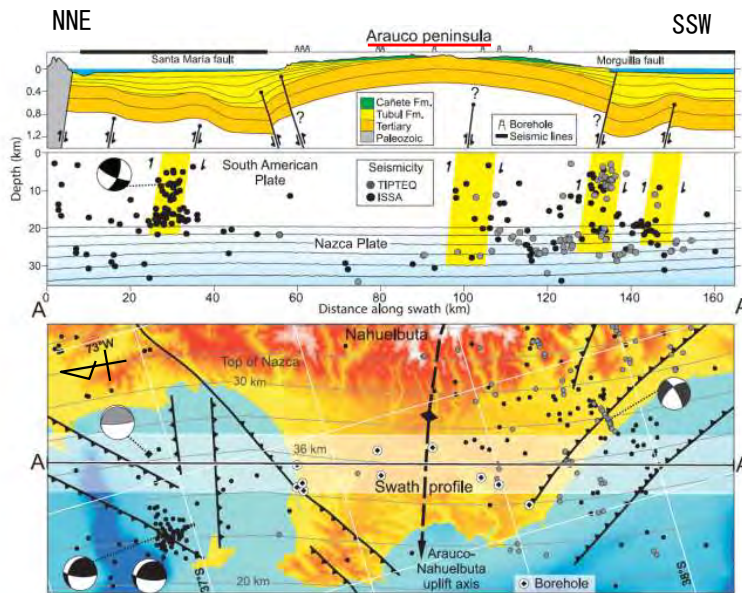 NNE
SSW
Arauco peninsula
Santa María fault
Morguilla fault
0
0.4
0.8
1.2
?
?
?
Cañete Fm.
Tubul Fm.
Tertiary
Paleozoic
Borehole
Seismic lines
Depth (km)
0
10
20
30
South American
Plate
Seismicity
TIPTEQ
ISSA
Nazca Plate
A
A
0
20
40
60
80
100
120
140
160
Distance along swath (km)
73°W
Nahuelbuta
Top of Nazca
30 km
36 km
A
A
Swath profile
Arauco-
Nahuelbuta
uplift axis
37°S
20 km
38°S
Borehole